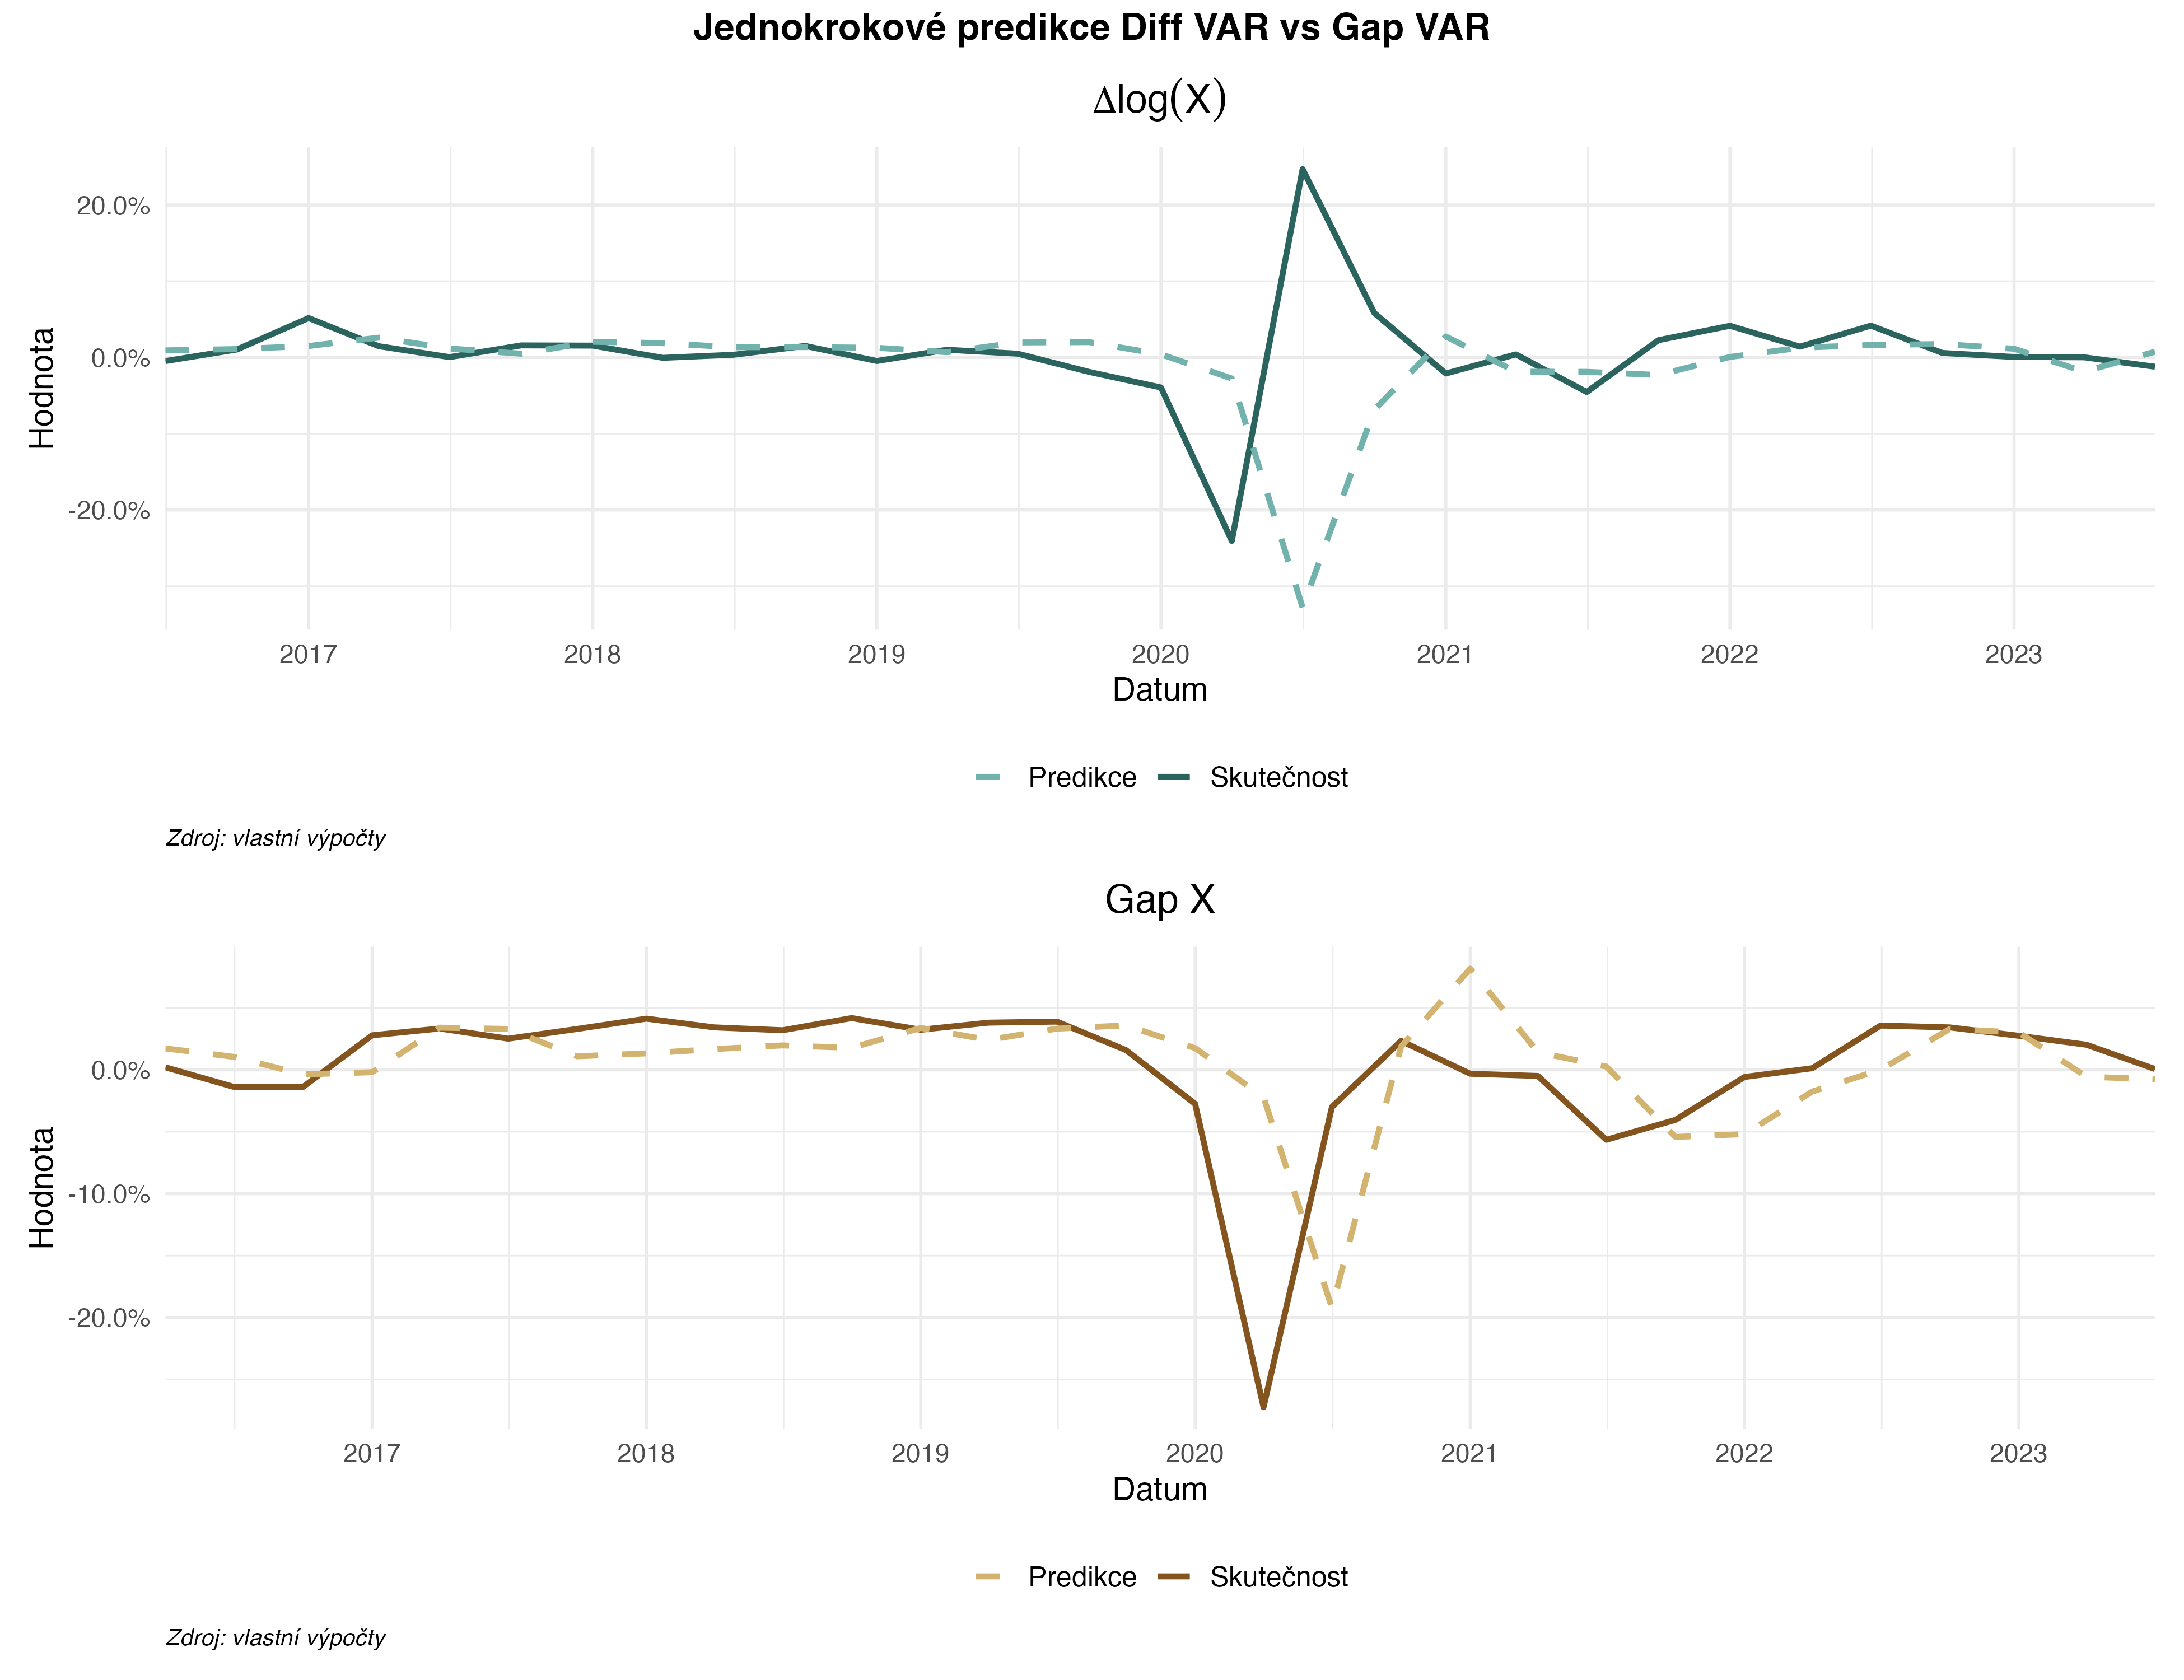 Jednokrokové predikce Diff VAR vs Gap VAR
Δlog(X)
Hodnota
20.0%
0.0%
-20.0%
2017 2018 2019 2020 2021 2022 2023
Datum
Predikce Skutečnost
Zdroj: vlastní výpočty
Gap X
Hodnota
0.0%
-10.0%
-20.0%
2017 2018 2019 2020 2021 2022 2023
Datum
Predikce Skutečnost
Zdroj: vlastní výpočty